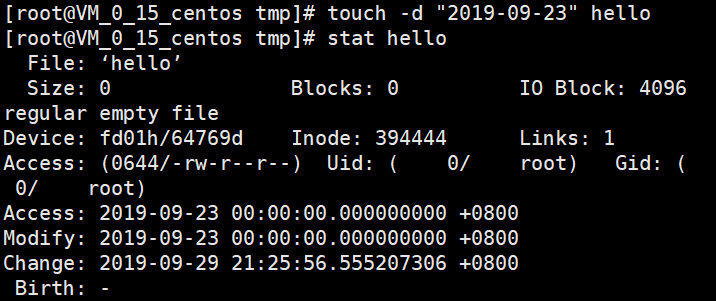 [root@VM_0_15_centos tmp]# touch -d "2019-09-23" hello
[root@VM_0_15_centos tmp]# stat hello
  File: ‘hello’
  Size: 0               Blocks: 0          IO Block: 4096
regular empty file
Device: fd01h/64769d    Inode: 394444      Links: 1
Access: (0644/-rw-r--r--)  Uid: (    0/    root)   Gid: (
 0/    root)
Access: 2019-09-23 00:00:00.000000000 +0800
Modify: 2019-09-23 00:00:00.000000000 +0800
Change: 2019-09-29 21:25:56.555207306 +0800
 Birth: -